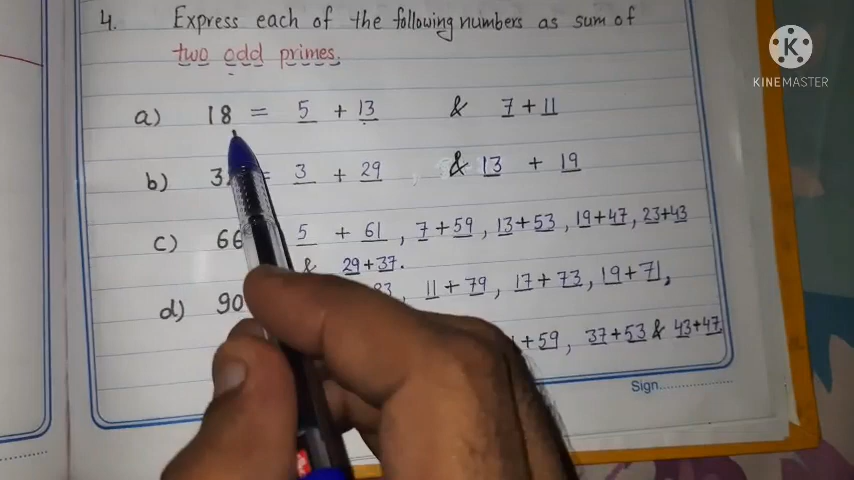 4. Express each of the following numbers as sum of
two odd primes.
a) 18 = 5 + 13 & 7 + 11
b) = 3 + 29 & 13 + 19
c) 66 5 + 61 , 7 + 59 , 13 + 53 , 19 + 47 , 23 + 43
& 29 + 37 .
d) 90 , 11 + 79 , 17 + 73 , 19 + 71 ,
+ 59 , 37 + 53 & 43 + 47
Sign
K
KINEMASTER